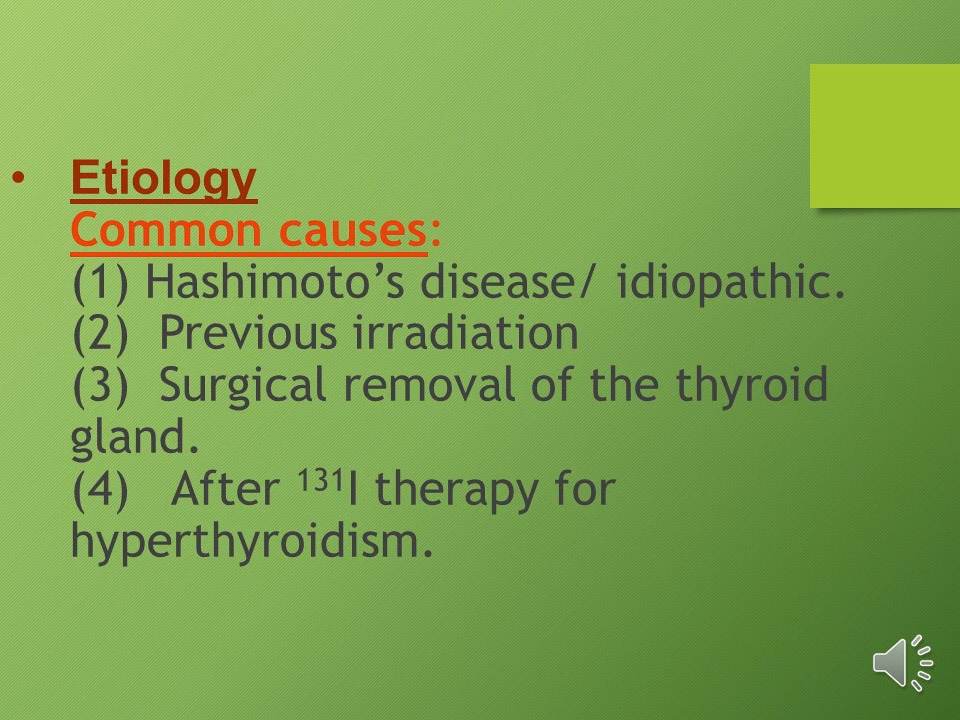 • Etiology
Common causes:
(1) Hashimoto’s disease/ idiopathic.
(2) Previous irradiation
(3) Surgical removal of the thyroid
gland.
(4) After ¹³¹I therapy for
hyperthyroidism.